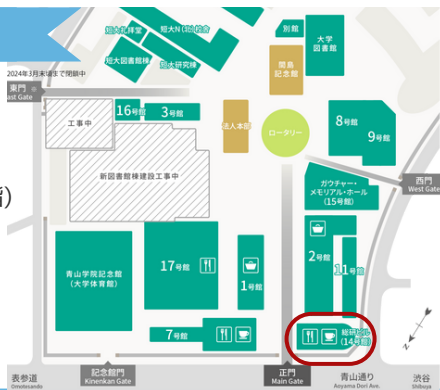 短大礼拝堂
短大N(北)校舎
別館
大学
図書館
短大図書館棟
短大研究棟
間島
記念館
2024年3月末頃まで閉鎖中
東門
ast Gate
工事中
16号館
3号館
法人本部
ロータリー
8号館
9号館
新図書館棟建設工事中
西門
West Gate
階)
ガウチャー・
メモリアル・ホール
(15号館)
青山学院記念館
(大学体育館)
17号館
1号館
2号館
11号館
7号館
総研ビル
(14号館)
表参道
Omotesando
記念館門
Kinenkan Gate
正門
Main Gate
青山通り
Aoyama Dori Ave.
渋谷
Shibuya